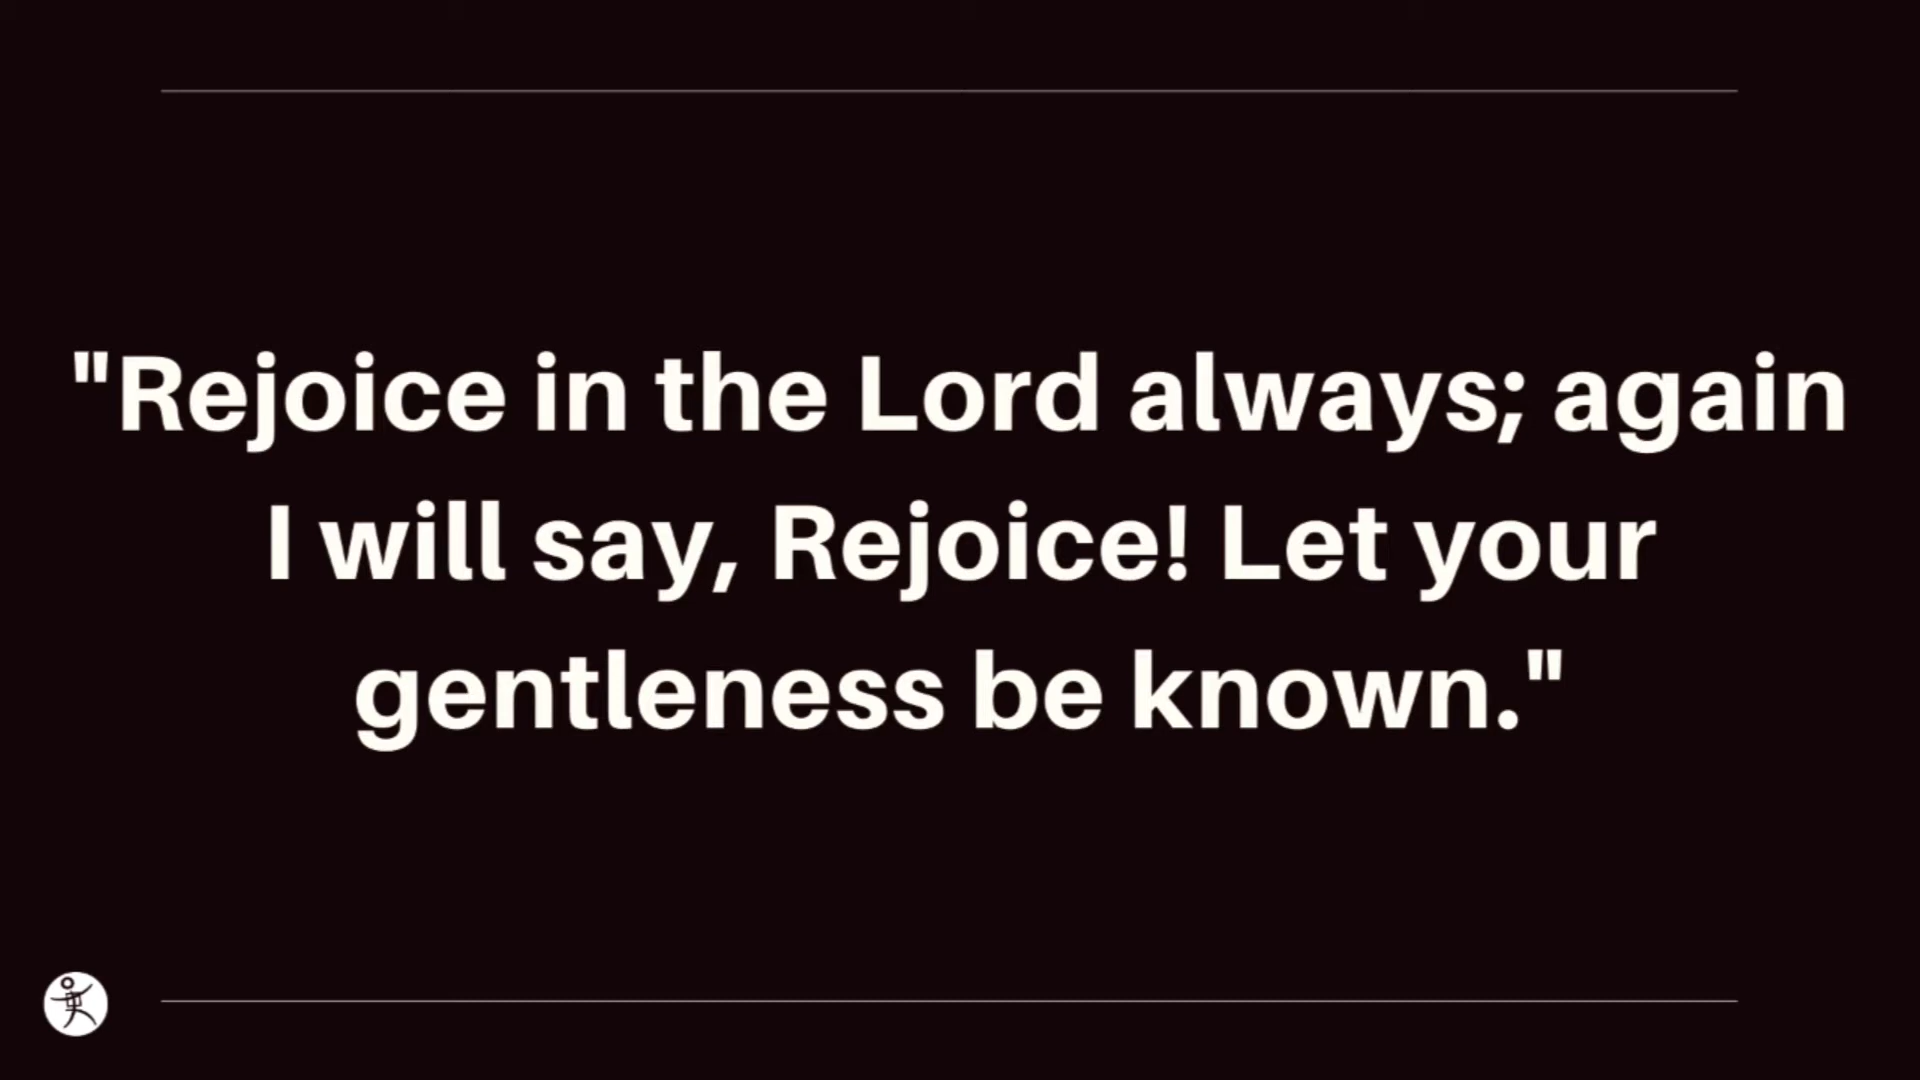 "Rejoice in the Lord always; again
I will say, Rejoice! Let your
gentleness be known."